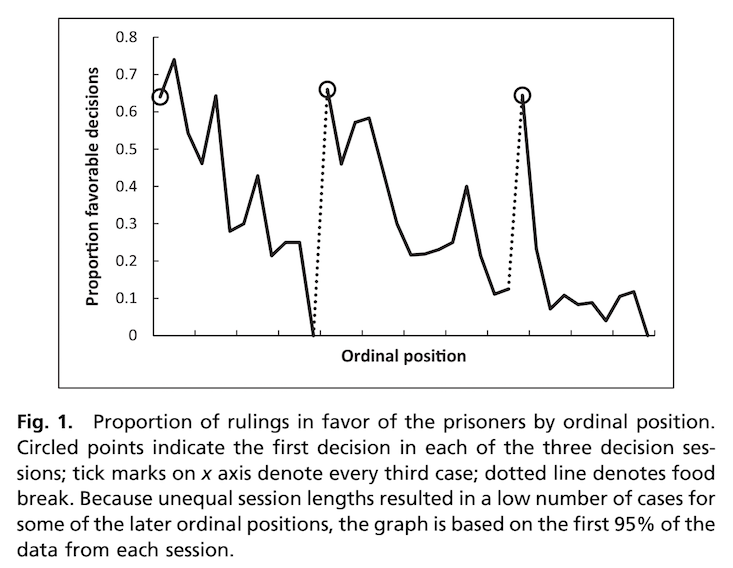 0.8
0.7
0.6
0.5
0.4
0.3
0.2
0.1
0
Proportion favorable decisions
Ordinal position
Fig. 1. Proportion of rulings in favor of the prisoners by ordinal position.
Circled points indicate the first decision in each of the three decision ses-
sions; tick marks on x axis denote every third case; dotted line denotes food
break. Because unequal session lengths resulted in a low number of cases for
some of the later ordinal positions, the graph is based on the first 95% of the
data from each session.